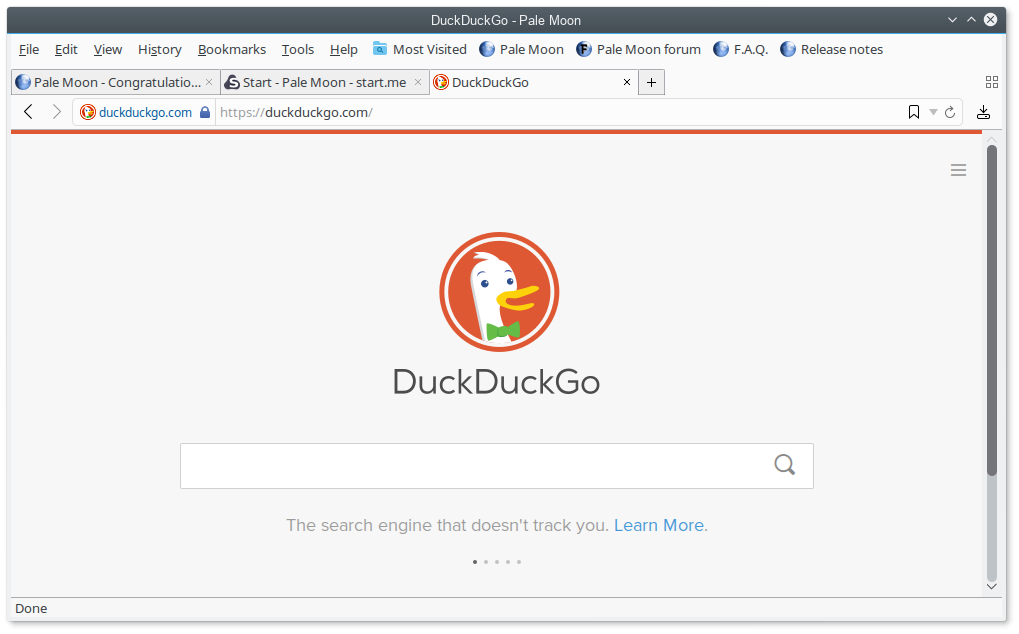 DuckDuckGo - Pale Moon
File Edit View History Bookmarks Tools Help Most Visited Pale Moon Pale Moon forum F.A.Q. Release notes
Pale Moon - Congratulatio... Start - Pale Moon - start.me DuckDuckGo
duckduckgo.com https://duckduckgo.com/
DuckDuckGo
The search engine that doesn't track you. Learn More.
Done